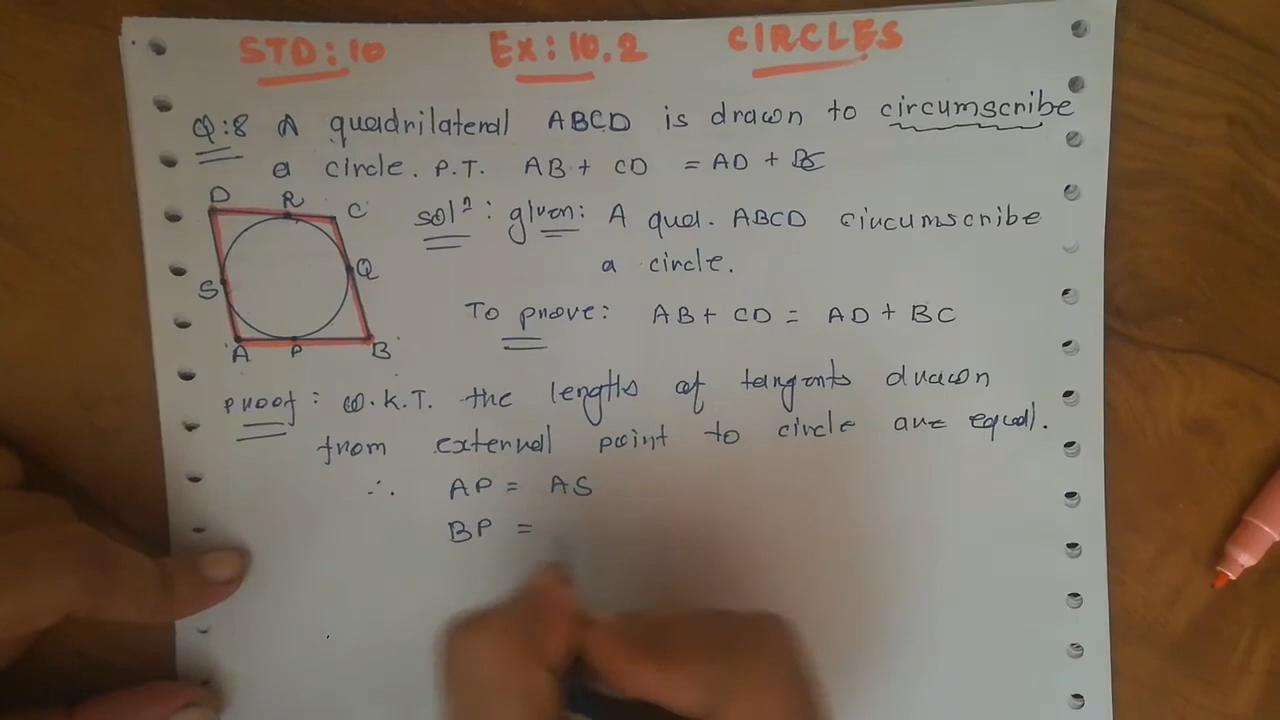 STD: 10 Ex: 10.2 CIRCLES
Q:8 A quadrilateral ABCD is drawn to circumscribe
a circle. P.T. AB + CD = AD + BC
D R C
S Q
A P B
solⁿ: given: A quad. ABCD circumscribe
a circle.
To prove: AB + CD = AD + BC
proof: W.K.T. the lengths of tangents drawn
from external point to circle are equal.
∴ AP = AS
BP =